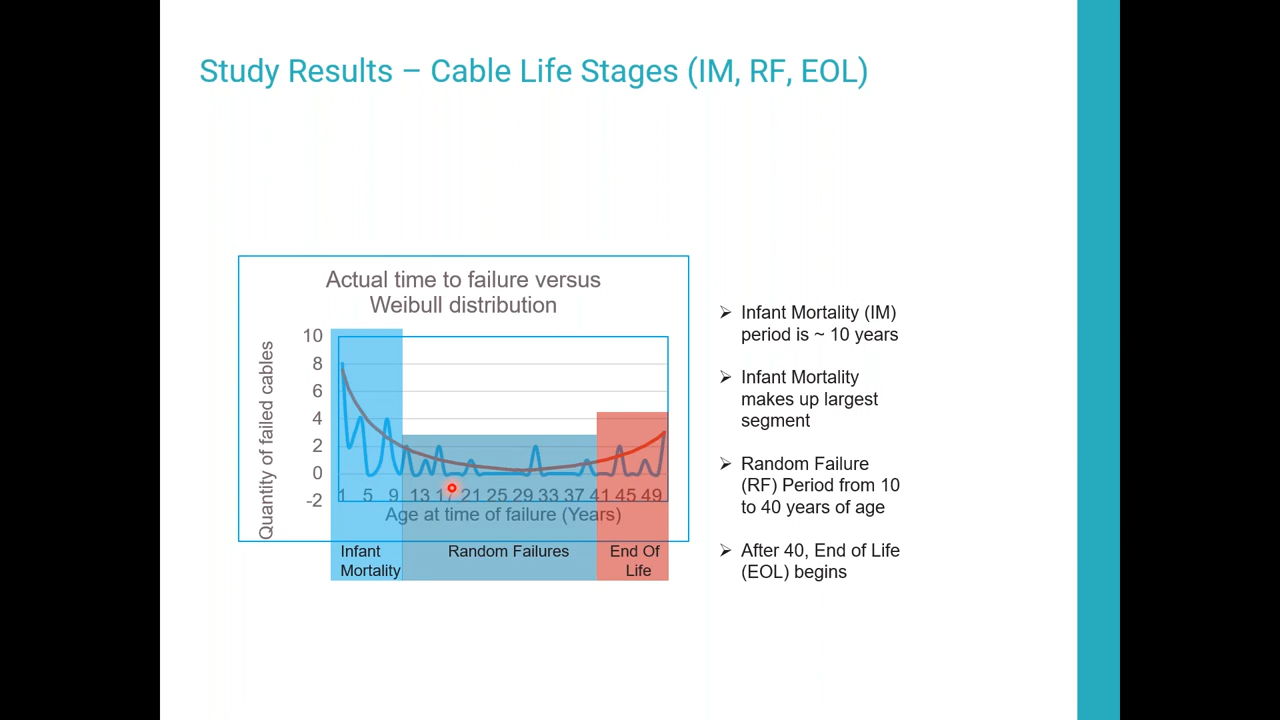 Study Results – Cable Life Stages (IM, RF, EOL)
Actual time to failure versus
Weibull distribution
Quantity of failed cables
10
8
6
4
2
0
-2
1 5 9 13 21 25 29 33 37 41 45 49
Age at time of failure (Years)
Infant
Mortality
Random Failures
End Of
Life
➢ Infant Mortality (IM)
period is ~ 10 years
➢ Infant Mortality
makes up largest
segment
➢ Random Failure
(RF) Period from 10
to 40 years of age
➢ After 40, End of Life
(EOL) begins